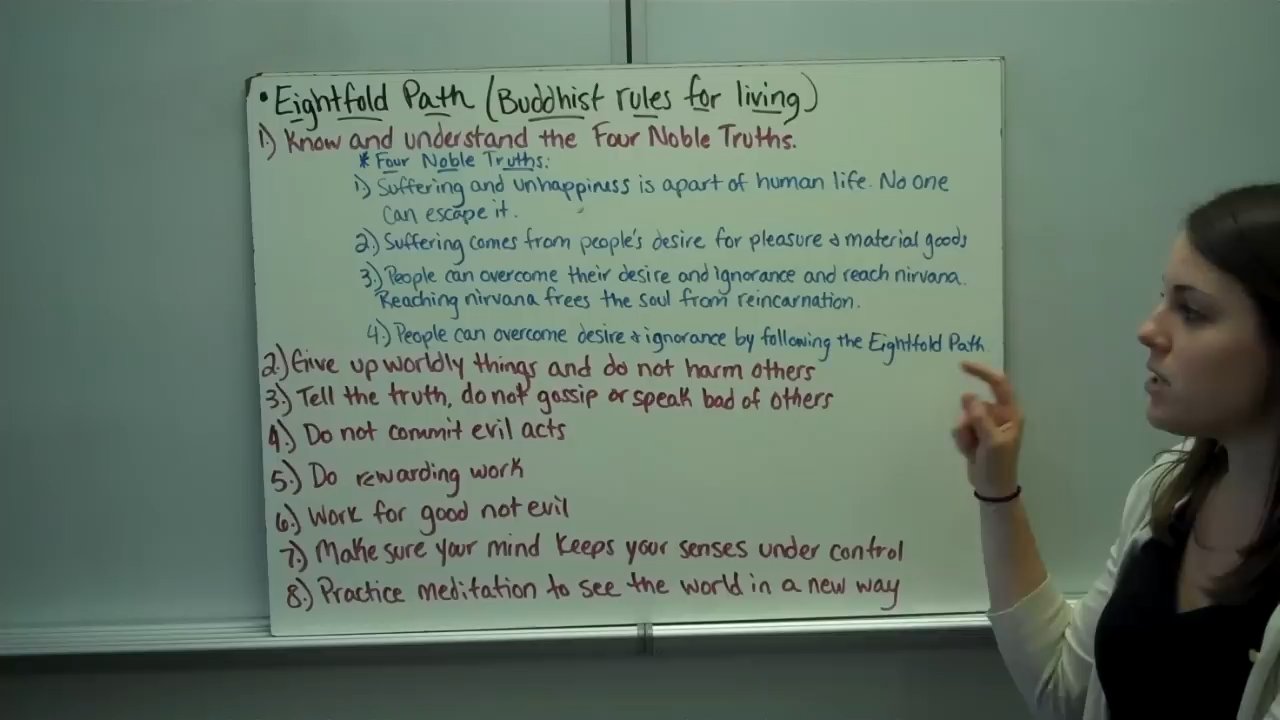 • Eightfold Path (Buddhist rules for living)
1.) Know and understand the Four Noble Truths.
* Four Noble Truths:
1) Suffering and unhappiness is apart of human life. No one
can escape it.
2.) Suffering comes from people's desire for pleasure & material goods
3.) People can overcome their desire and ignorance and reach nirvana.
Reaching nirvana frees the soul from reincarnation.
4.) People can overcome desire & ignorance by following the Eightfold Path
2.) Give up worldly things and do not harm others
3.) Tell the truth, do not gossip or speak bad of others
4.) Do not commit evil acts
5.) Do rewarding work
6.) Work for good not evil
7.) Make sure your mind keeps your senses under control
8.) Practice meditation to see the world in a new way